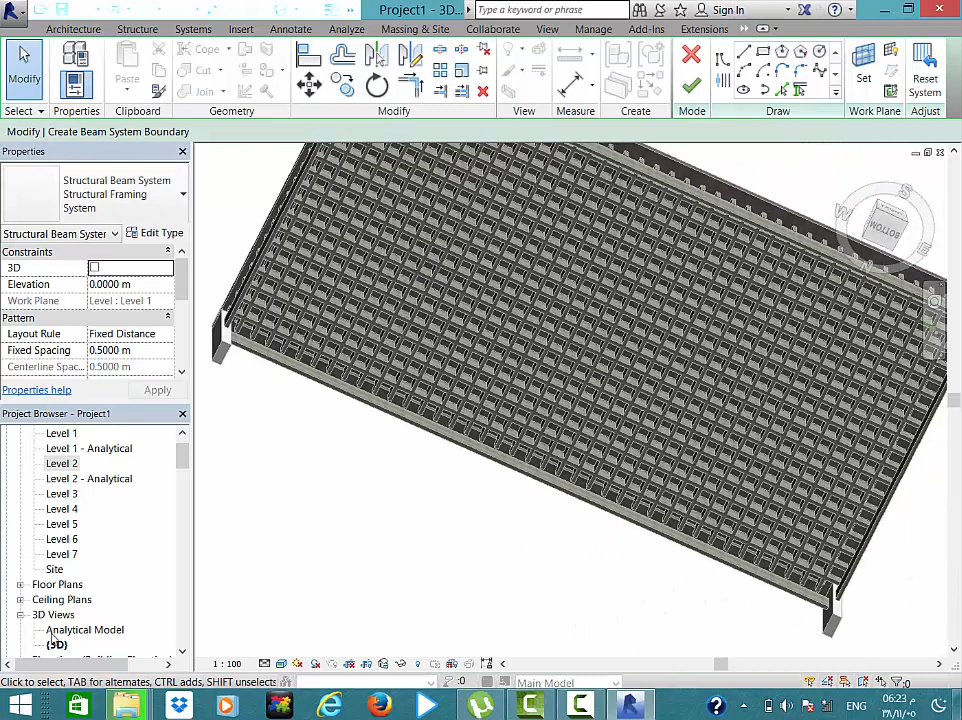 Project1 - 3D...
Type a keyword or phrase
Sign In
Architecture Structure Systems Insert Annotate Analyze Massing & Site Collaborate View Manage Add-Ins Extensions
Modify
Cope
Cut
Join
Paste
Set
Reset System
Select Properties Clipboard Geometry Modify View Measure Create Mode Draw Work Plane Adjust
Modify | Create Beam System Boundary
Properties
Structural Beam System
Structural Framing
System
Structural Beam Syster Edit Type
Constraints
3D
Elevation 0.0000 m
Work Plane Level : Level 1
Pattern
Layout Rule Fixed Distance
Fixed Spacing 0.5000 m
Centerline Spac... 0.5000 m
Properties help Apply
Project Browser - Project1
Level 1
Level 1 - Analytical
Level 2
Level 2 - Analytical
Level 3
Level 4
Level 5
Level 6
Level 7
Site
Floor Plans
Ceiling Plans
3D Views
Analytical Model
{3D}
S
W
E
BOTTOM
1 : 100
Click to select, TAB for alternates, CTRL adds, SHIFT unselects
:0
Main Model
:0
ENG
06:23 م